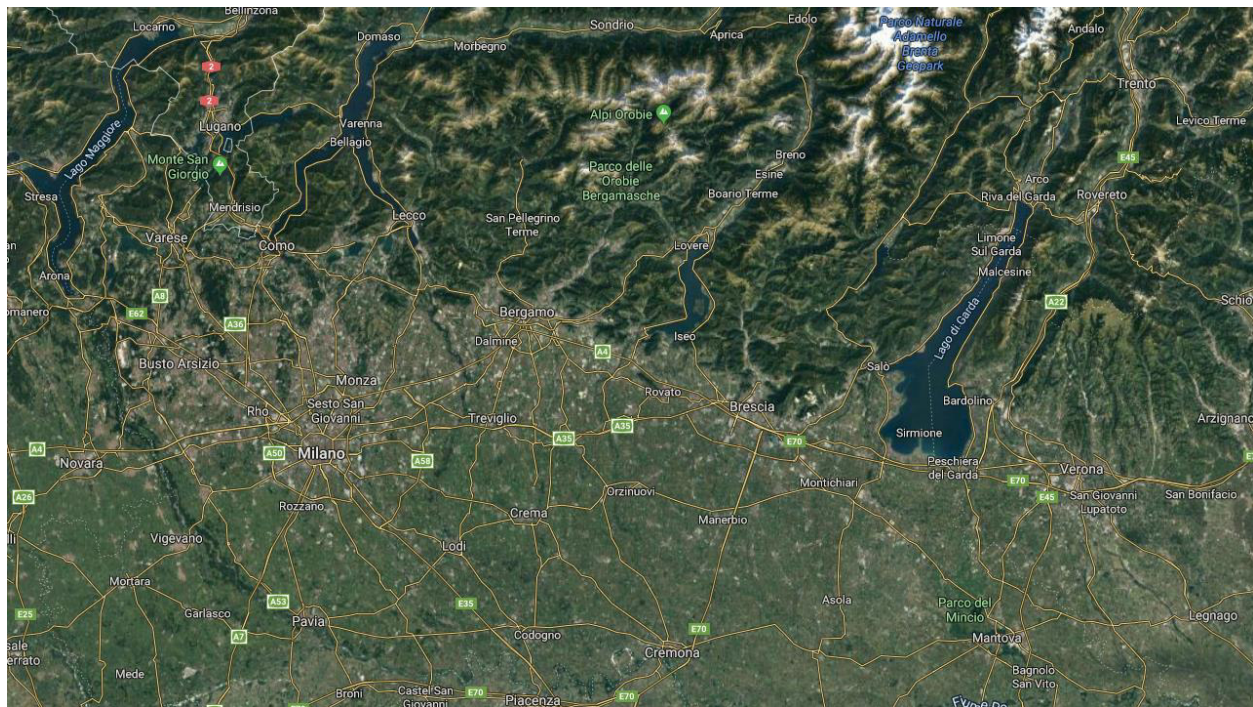 Locarno
Bellinzona
Domaso
Morbegno
Sondrio
Aprica
Edolo
Parco Naturale
Adamello
Brenta
Geopark
Andalo
Trento
2
2
Lugano
Varenna
Bellagio
Alpi Orobie
Levico Terme
Lago Maggiore
Monte San
Giorgio
Parco delle
Orobie
Bergamasche
Breno
Esine
Boario Terme
E45
Arco
Riva del Garda
Rovereto
Stresa
Mendrisio
Lecco
San Pellegrino
Terme
Varese
Como
Lovere
Limone
Sul Garda
Malcesine
Arona
omanero
A8
E62
A36
Bergamo
Dalmine
A4
Iseo
A22
Schio
Lago di Garda
Busto Arsizio
Monza
Sesto San
Giovanni
Rho
Treviglio
Rovato
Brescia
Salò
Bardolino
Arzignano
A35
A35
Sirmione
A4
Novara
A50
Milano
A58
E70
Peschiera
del Garda
Verona
A26
Rozzano
Crema
Orzinuovi
Manerbio
Montichiari
E70
E45
San Giovanni
Lupatoto
San Bonifacio
Vigevano
Lodi
Mortara
Garlasco
A53
Pavia
E35
Asola
Parco del
Mincio
Legnago
E25
A7
Codogno
E70
Cremona
Mantova
sale
errato
Mede
Broni
Castel San
Giovanni
E70
Piacenza
E70
Bagnolo
San Vito